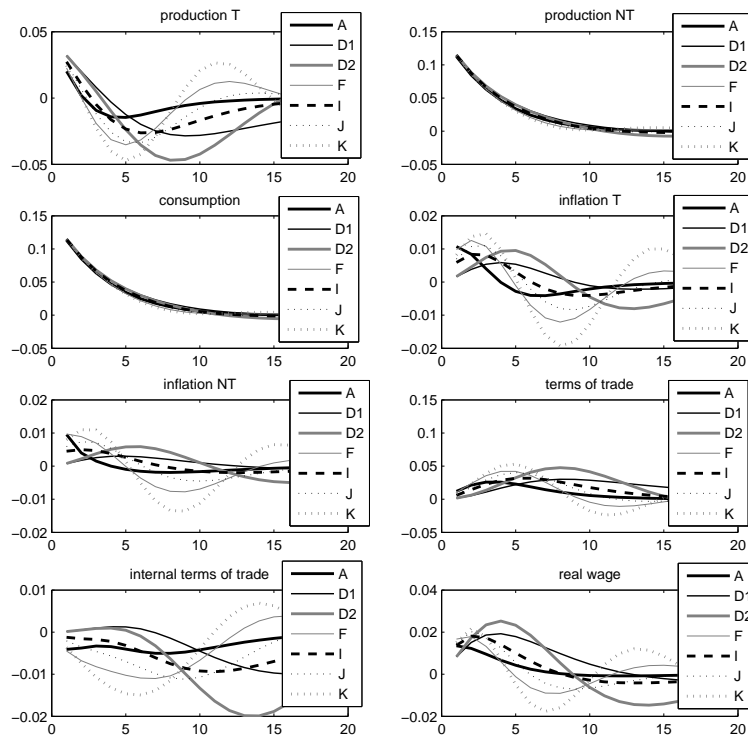 production T
0.05
0
−0.05
0 5 10 15 20
A
D1
D2
F
I
J
K
production NT
0.15
0.1
0.05
0
−0.05
0 5 10 15 20
A
D1
D2
F
I
J
K
consumption
0.15
0.1
0.05
0
−0.05
0 5 10 15 20
A
D1
D2
F
I
J
K
inflation T
0.02
0.01
0
−0.01
−0.02
0 5 10 15 20
A
D1
D2
F
I
J
K
inflation NT
0.02
0.01
0
−0.01
−0.02
0 5 10 15 20
A
D1
D2
F
I
J
K
terms of trade
0.15
0.1
0.05
0
−0.05
0 5 10 15 20
A
D1
D2
F
I
J
K
internal terms of trade
0.01
0
−0.01
−0.02
0 5 10 15 20
A
D1
D2
F
I
J
K
real wage
0.04
0.02
0
−0.02
0 5 10 15 20
A
D1
D2
F
I
J
K